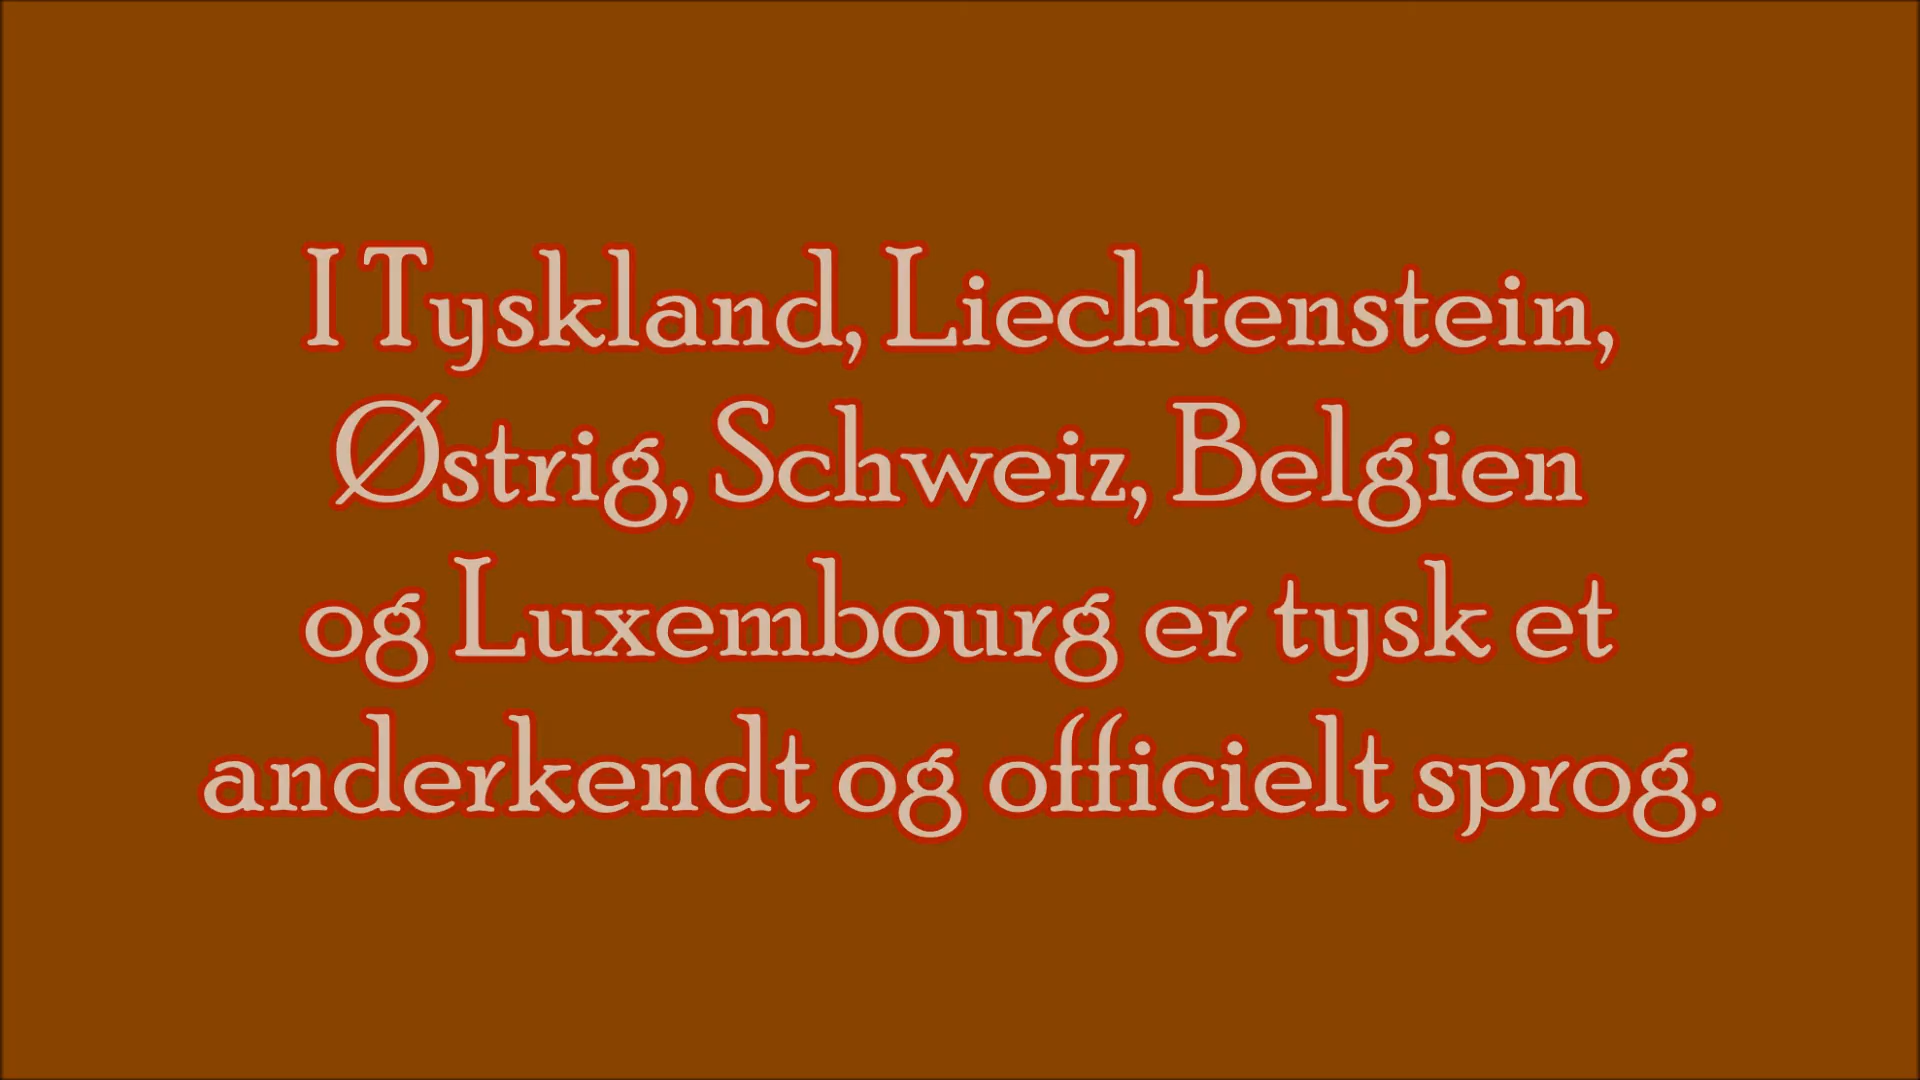 I Tyskland, Liechtenstein,
Østrig, Schweiz, Belgien
og Luxembourg er tysk et
anderkendt og officielt sprog.